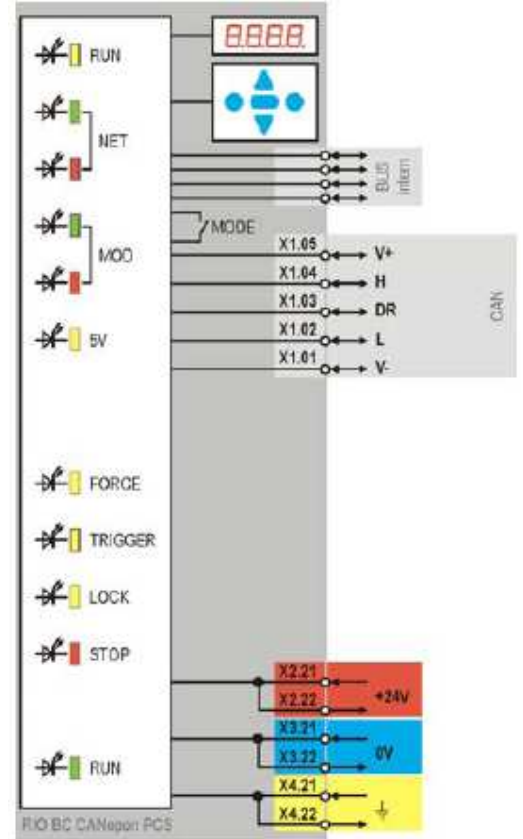 8.8.8.8.
RUN
NET
BUS
intern
MODE
MOD
X1.05 V+
X1.04 H
X1.03 DR
CAN
X1.02 L
5V
X1.01 V-
FORCE
TRIGGER
LOCK
STOP
X2.21
X2.22 +24V
X3.21
X3.22 0V
RUN
X4.21
X4.22
RIO BC CANopen PCS